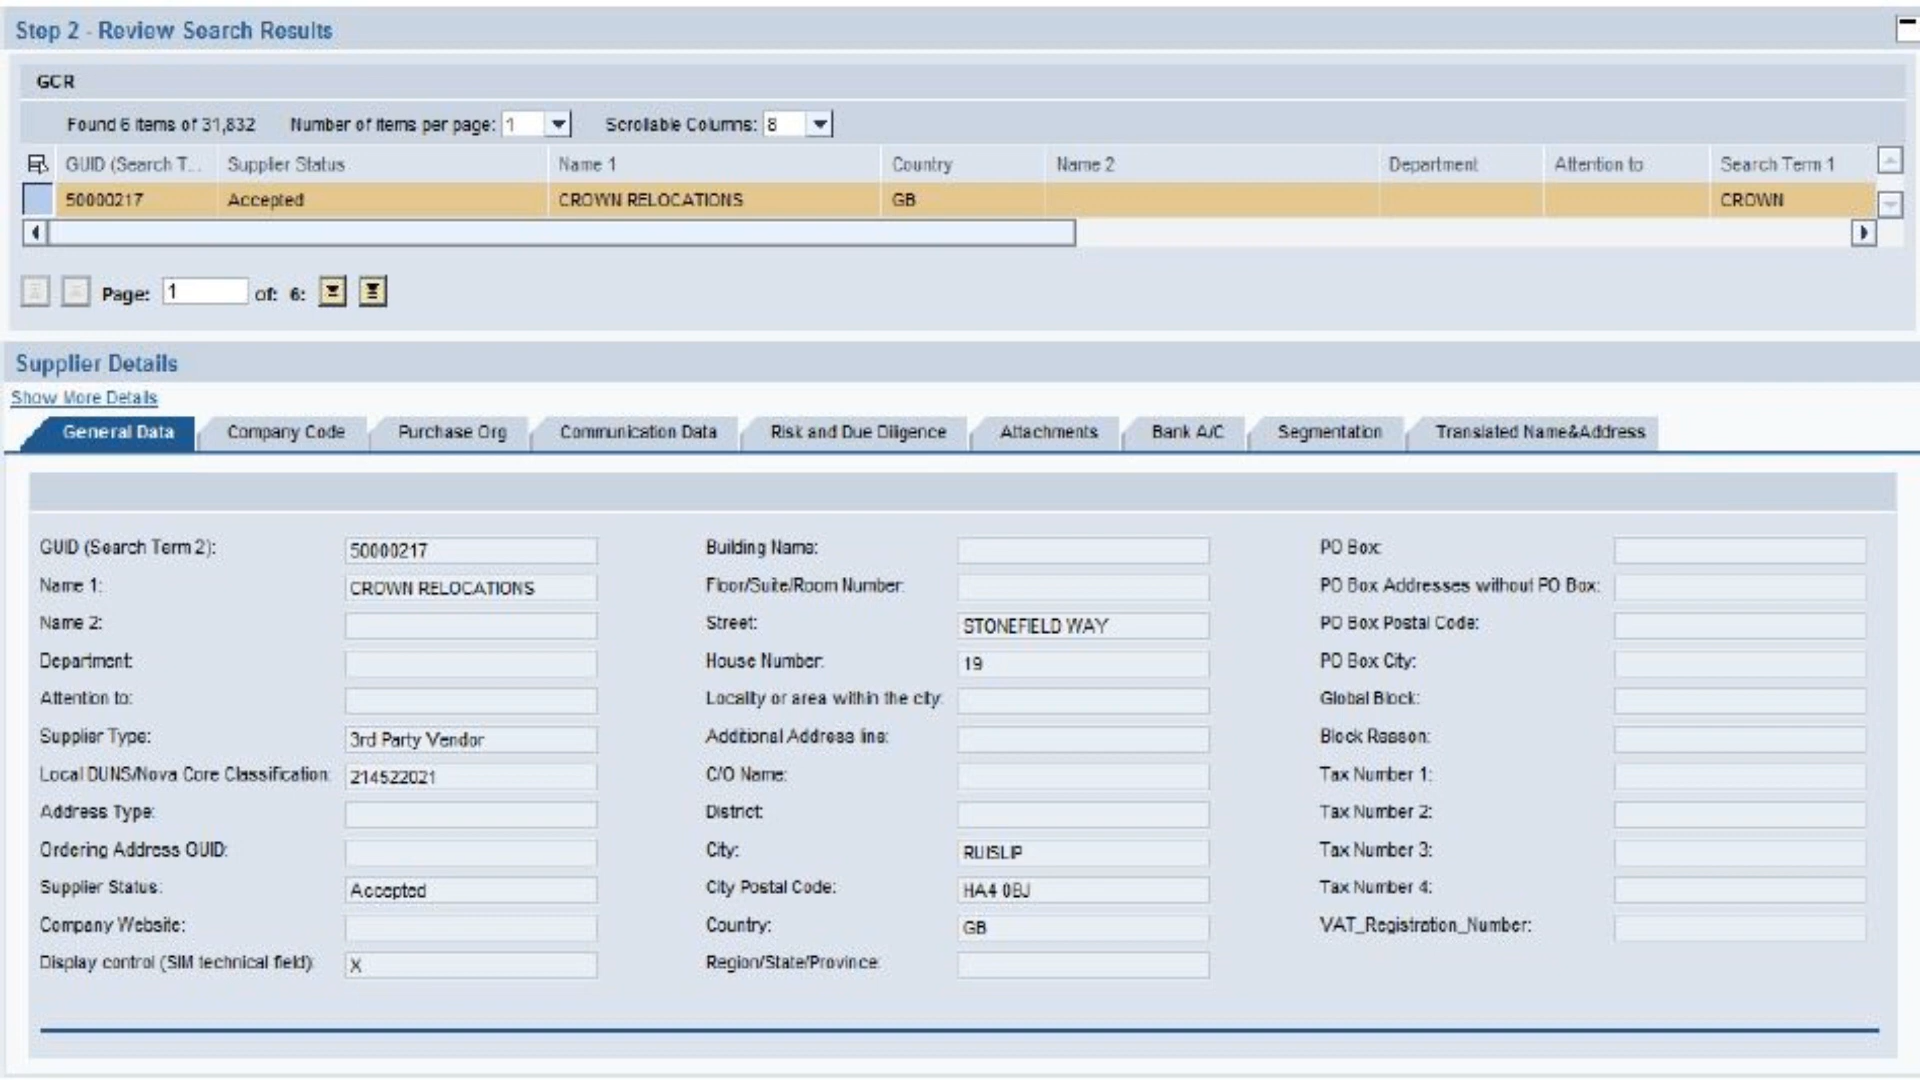 Step 2 - Review Search Results
GCR
Found 6 items of 31,832 Number of items per page: 1 Scrollable Columns: 8
GUID (Search T... Supplier Status Name 1 Country Name 2 Department Attention to Search Term 1
50000217 Accepted CROWN RELOCATIONS GB CROWN
Page: 1 of: 6:
Supplier Details
Show More Details
General Data Company Code Purchase Org Communication Data Risk and Due Diligence Attachments Bank A/C Segmentation Translated Name&Address
GUID (Search Term 2): 50000217 Building Name: PO Box:
Name 1: CROWN RELOCATIONS Floor/Suite/Room Number: PO Box Addresses without PO Box:
Name 2: Street: STONEFIELD WAY PO Box Postal Code:
Department: House Number: 19 PO Box City:
Attention to: Locality or area within the city: Global Block:
Supplier Type: 3rd Party Vendor Additional Address line: Block Reason:
Local DUNS/Nova Core Classification: 214522021 C/O Name: Tax Number 1:
Address Type: District: Tax Number 2:
Ordering Address GUID: City: RUISLIP Tax Number 3:
Supplier Status: Accepted City Postal Code: HA4 0BJ Tax Number 4:
Company Website: Country: GB VAT_Registration_Number:
Display control (SIM technical field): X Region/State/Province: